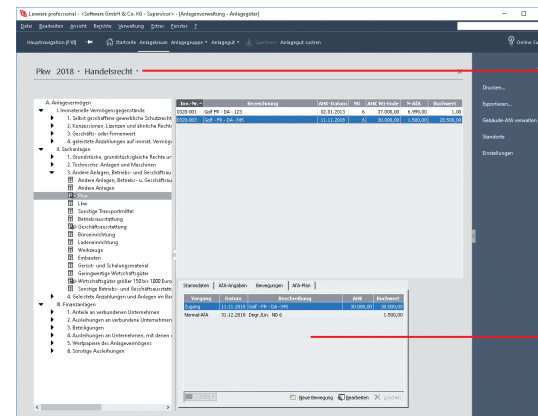 Lexware professional - <Software GmbH & Co. KG - Supervisor> - [Anlagenverwaltung - Anlagegüter]
Datei Bearbeiten Ansicht Berichte Verwaltung Extras Fenster ?
Hauptnavigation (F10) Startseite Anlagebaum Anlagegruppe Anlagegut Speichern Anlagegut suchen
Pkw 2018 · Handelsrecht
Drucken...
Exportieren...
Gebäude-AfA verwalten
Standorte
Einstellungen
A. Anlagevermögen
I. Immaterielle Vermögensgegenstände
1. Selbst geschaffene gewerbliche Schutzrecht
2. Konzessionen, Lizenzen und ähnliche Recht
3. Geschäfts- oder Firmenwert
4. geleistete Anzahlungen auf immat. Vermög
II. Sachanlagen
1. Grundstücke, grundstücksgleiche Rechte ur
2. Technische Anlagen und Maschinen
3. Andere Anlagen, Betriebs- und Geschäftsau
Andere Anlagen, Betriebs- u. Geschäftsau
Andere Anlagen
Pkw
Lkw
Sonstige Transportmittel
Betriebsausstattung
Geschäftsausstattung
Büroeinrichtung
Ladeneinrichtung
Werkzeuge
Einbauten
Gerüst- und Schalungsmaterial
Geringwertige Wirtschaftsgüter
Wirtschaftsgüter größer 150 bis 1000 Euro
Sonstige Betriebs- und Geschäftsausstatt
4. Geleistete Anzahlungen und Anlagen im Ba
III. Finanzanlagen
1. Anteile an verbundenen Unternehmen
2. Ausleihungen an verbundene Unternehmen
3. Beteiligungen
4. Ausleihungen an Unternehmen, mit denen
5. Wertpapiere des Anlagevermögens
6. Sonstige Ausleihungen
Inv.-Nr. Bezeichnung AHK-Datum ND AHK WJ-Ende N-AfA Buchwert
0320-001 Golf FR - DA - 123 02.01.2013 6 37.000,00 6.999,00 1,00
0320-003 Golf - FR - DA -345 11.11.2018 6 30.000,00 1.500,00 28.500,00
Stammdaten AfA-Angaben Bewegungen AfA-Plan
Vorgang Datum Beschreibung AHK Buchwert
Zugang 11.11.2018 Golf - FR - DA -345 30.000,00 30.000,00
Normal-AfA 31.12.2018 Degr./Lin. ND 6 1.500,00
Neue Bewegung Bearbeiten Löschen